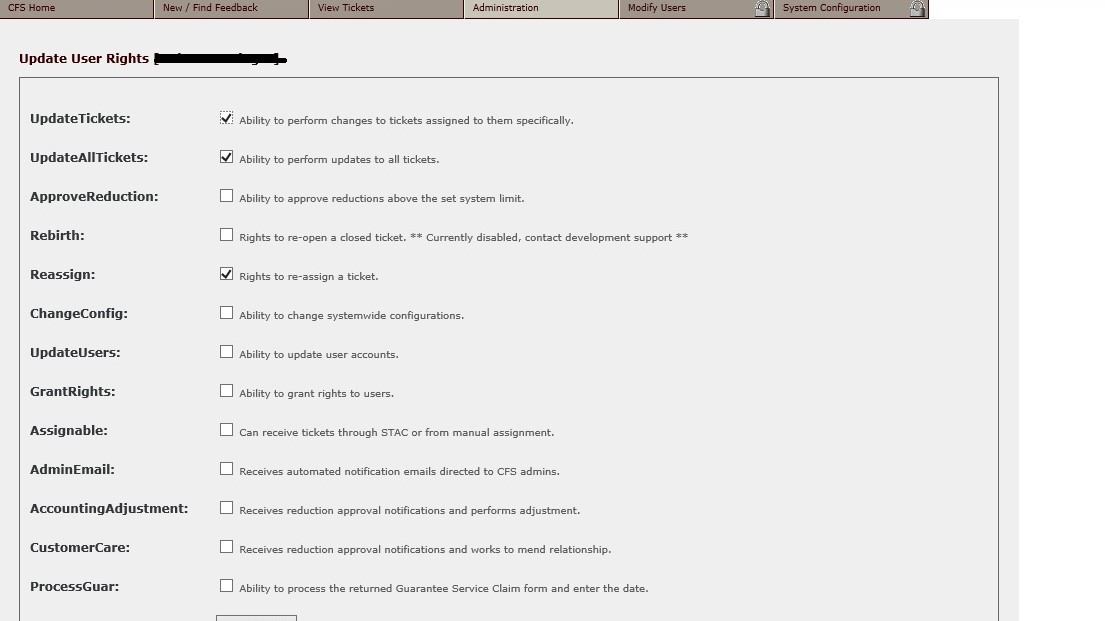 CFS Home
New / Find Feedback
View Tickets
Administration
Modify Users
System Configuration
Update User Rights
UpdateTickets: Ability to perform changes to tickets assigned to them specifically.
UpdateAllTickets: Ability to perform updates to all tickets.
ApproveReduction: Ability to approve reductions above the set system limit.
Rebirth: Rights to re-open a closed ticket. ** Currently disabled, contact development support **
Reassign: Rights to re-assign a ticket.
ChangeConfig: Ability to change systemwide configurations.
UpdateUsers: Ability to update user accounts.
GrantRights: Ability to grant rights to users.
Assignable: Can receive tickets through STAC or from manual assignment.
AdminEmail: Receives automated notification emails directed to CFS admins.
AccountingAdjustment: Receives reduction approval notifications and performs adjustment.
CustomerCare: Receives reduction approval notifications and works to mend relationship.
ProcessGuar: Ability to process the returned Guarantee Service Claim form and enter the date.